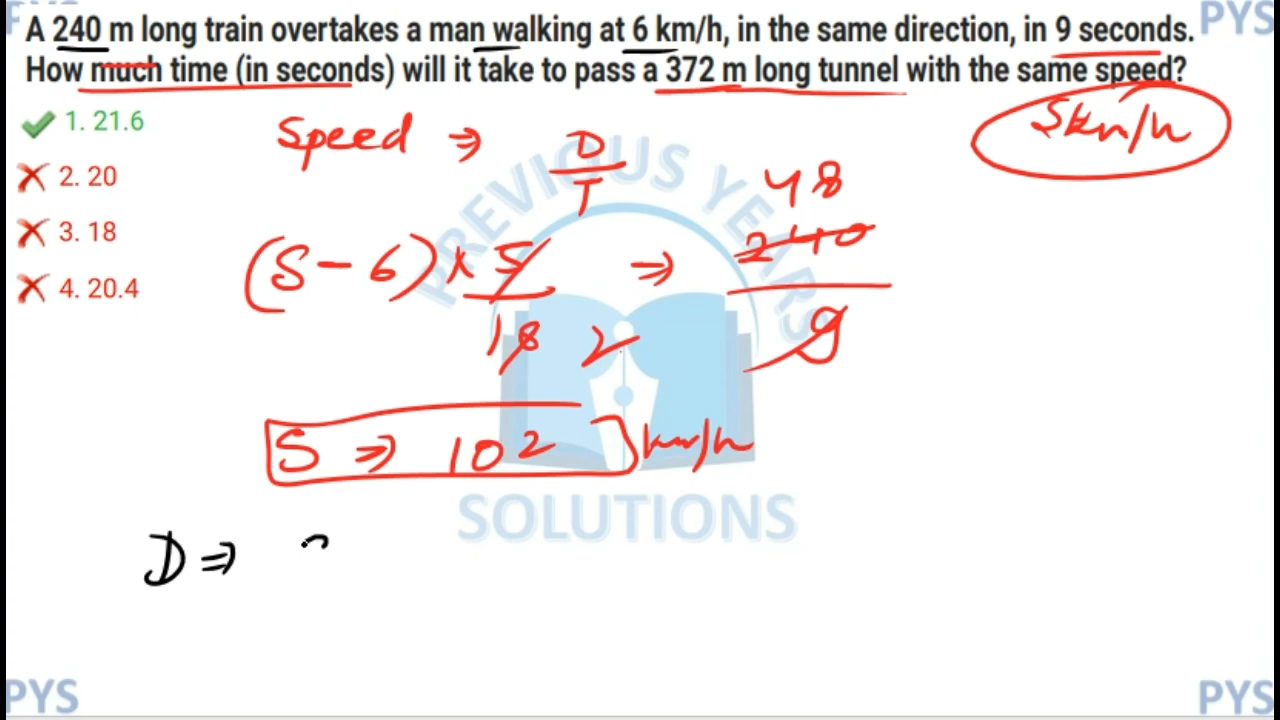 PYS
PYS
A 240 m long train overtakes a man walking at 6 km/h, in the same direction, in 9 seconds.
How much time (in seconds) will it take to pass a 372 m long tunnel with the same speed?
1. 21.6
2. 20
3. 18
4. 20.4
Skm/h
Speed ⇒ D/T
48
(S - 6) × 5/18 ⇒ 240/9
2
S ⇒ 102 km/h
D ⇒
PREVIOUS YEARS
SOLUTIONS
PYS
PYS